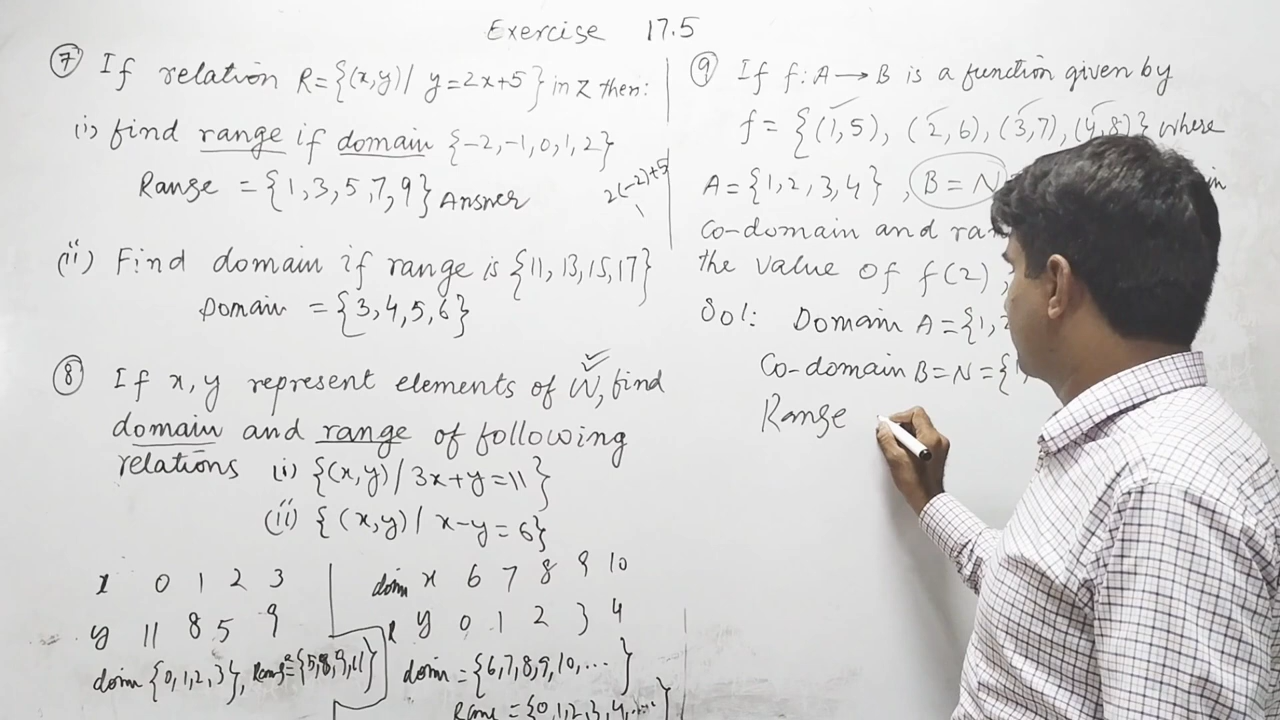 Exercise 17.5
⑦ If relation R={(x,y)/ y=2x+5} in Z then:
(i) find range if domain {-2,-1,0,1,2}
Range = {1,3,5,7,9} Answer
2(-2)+5
(ii) Find domain if range is {11,13,15,17}
Domain = {3,4,5,6}
⑧ If x,y represent elements of W, find
domain and range of following
relations (i) {(x,y)/ 3x+y=11}
(ii) {(x,y)/ x-y=6}
x 0 1 2 3
y 11 8 5 9
dom {0,1,2,3}, Range={5,8,9,11}
dom x 6 7 8 9 10
R y 0 1 2 3 4
dom = {6,7,8,9,10,...}
Rane = {0,1,2,3,4,...}
⑨ If f:A→B is a function given by
f= {(1,5), (2,6), (3,7), (4,8)} where
A={1,2,3,4}, B=N
Co-domain and
the value of f(2),
Sol: Domain A={1,
Co-domain B=N={
Range